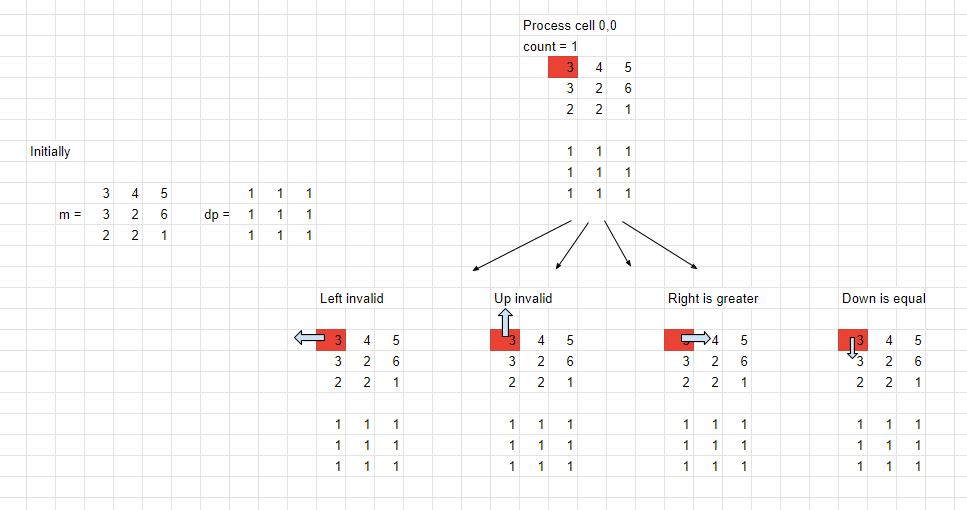 Process cell 0,0
count = 1
3 4 5
3 2 6
2 2 1
1 1 1
1 1 1
1 1 1
Initially
3 4 5 1 1 1
m = 3 2 6 dp = 1 1 1
2 2 1 1 1 1
Left invalid Up invalid Right is greater Down is equal
3 4 5 3 4 5 3 4 5 3 4 5
3 2 6 3 2 6 3 2 6 3 2 6
2 2 1 2 2 1 2 2 1 2 2 1
1 1 1 1 1 1 1 1 1 1 1 1
1 1 1 1 1 1 1 1 1 1 1 1
1 1 1 1 1 1 1 1 1 1 1 1